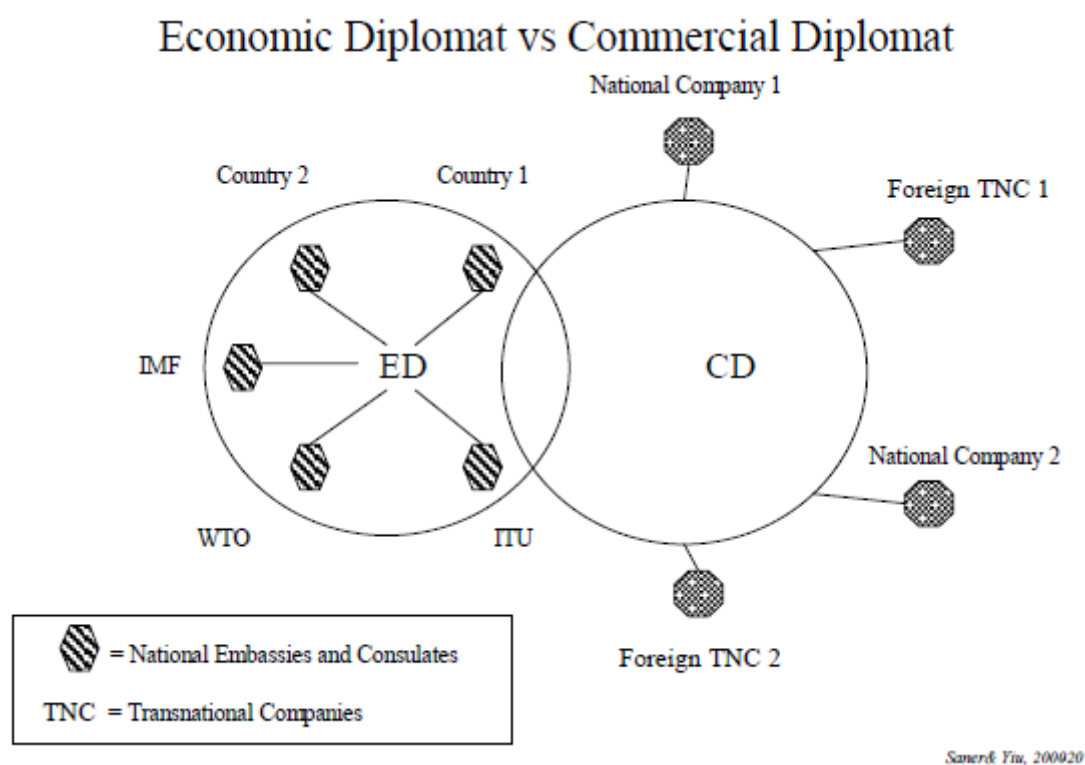 Economic Diplomat vs Commercial Diplomat
National Company 1
Country 2
Country 1
Foreign TNC 1
IMF
ED
CD
National Company 2
WTO
ITU
Foreign TNC 2
= National Embassies and Consulates
TNC = Transnational Companies
Saner& Yiu, 200920